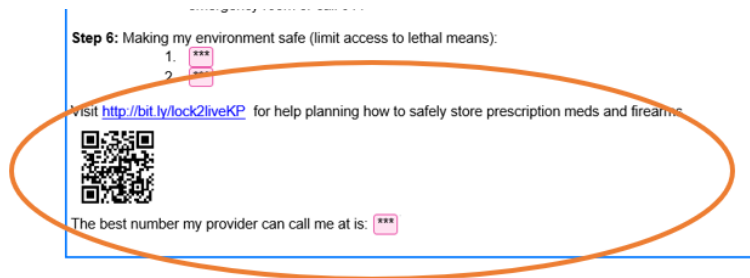 Step 6: Making my environment safe (limit access to lethal means):
1. ***
2. ***
Visit http://bit.ly/lock2liveKP for help planning how to safely store prescription meds and firearms
The best number my provider can call me at is: ***